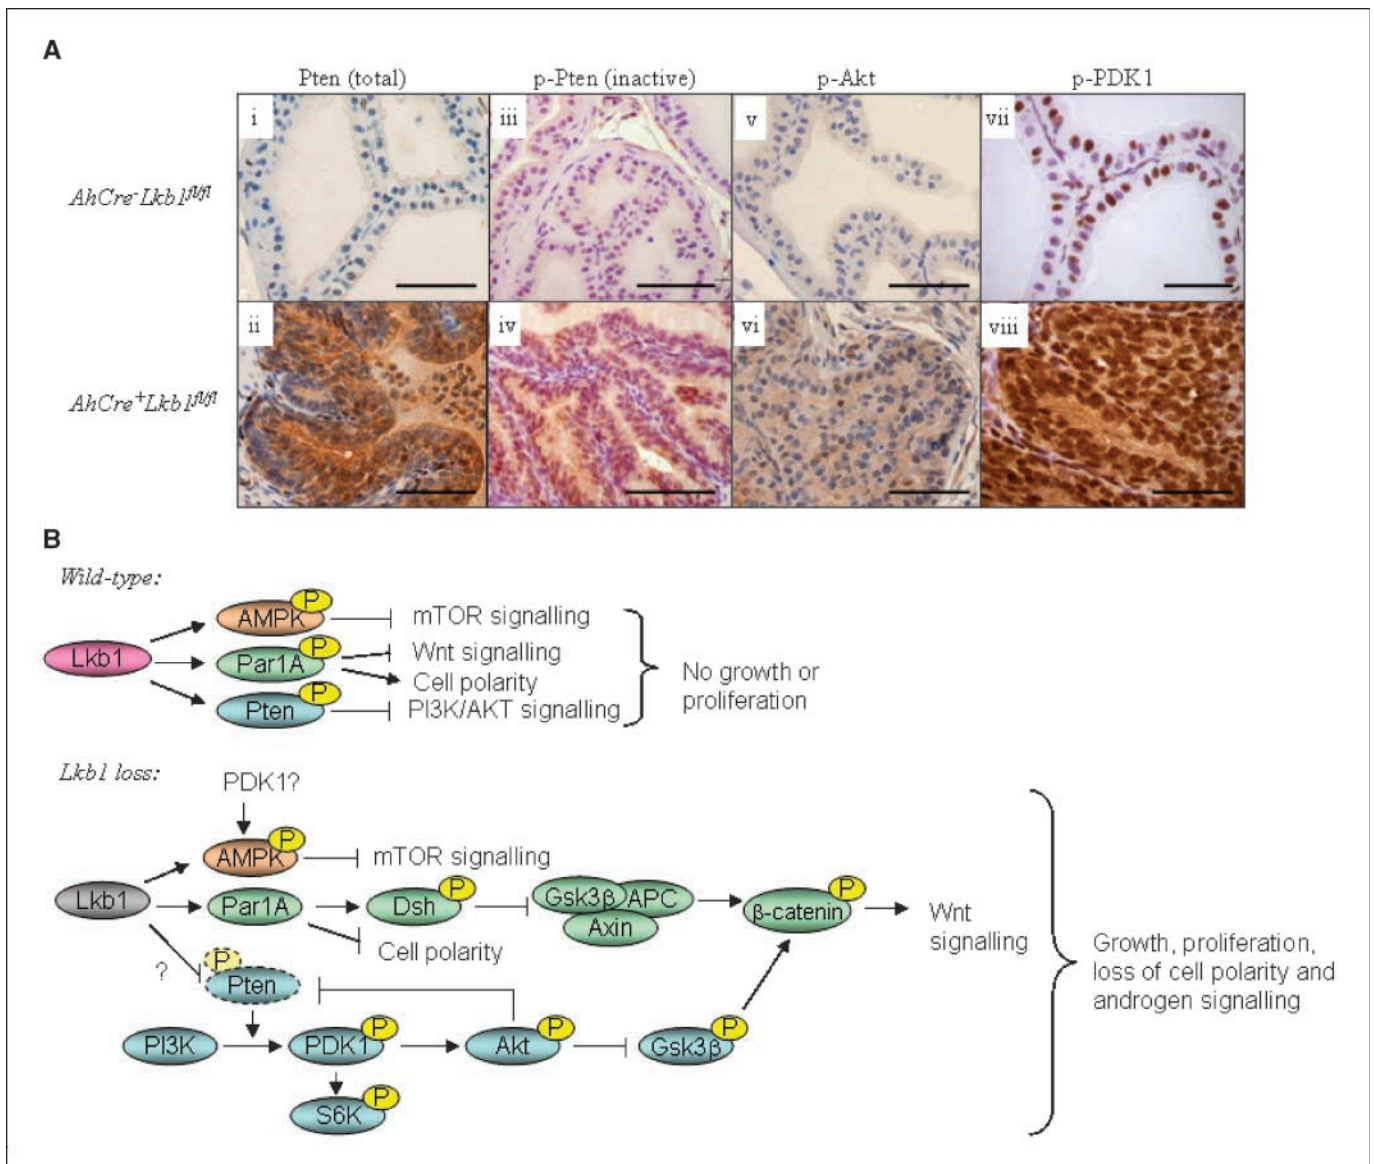 A
Pten (total)
p-Pten (inactive)
p-Akt
p-PDK1
AhCre-Lkb1fl/fl
i
iii
v
vii
AhCre+Lkb1fl/fl
ii
iv
vi
viii
B
Wild-type:
Lkb1
AMPK
P
mTOR signalling
Par1A
P
Wnt signalling
Cell polarity
Pten
P
PI3K/AKT signalling
No growth or
proliferation
Lkb1 loss:
PDK1?
AMPK
P
mTOR signalling
Lkb1
Par1A
Dsh
P
Gsk3β
APC
Axin
β-catenin
P
Wnt
signalling
Cell polarity
?
P
Pten
PI3K
PDK1
P
Akt
P
Gsk3β
P
S6K
P
Growth, proliferation,
loss of cell polarity and
androgen signalling